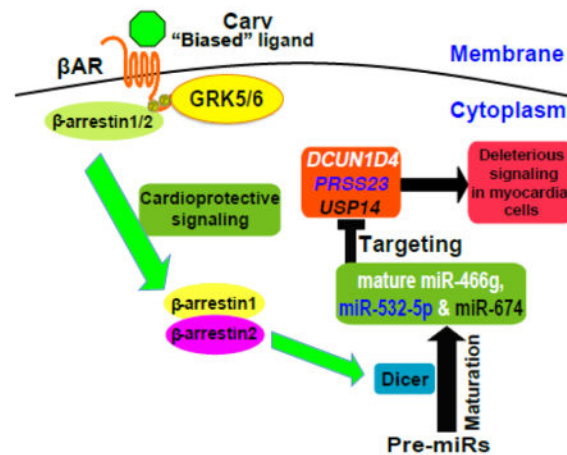 Carv
"Biased" ligand
βAR
Membrane
GRK5/6
Cytoplasm
β-arrestin1/2
DCUN1D4
PRSS23
USP14
Deleterious
signaling
in myocardial
cells
Cardioprotective
signaling
Targeting
mature miR-466g,
miR-532-5p & miR-674
β-arrestin1
β-arrestin2
Dicer
Maturation
Pre-miRs